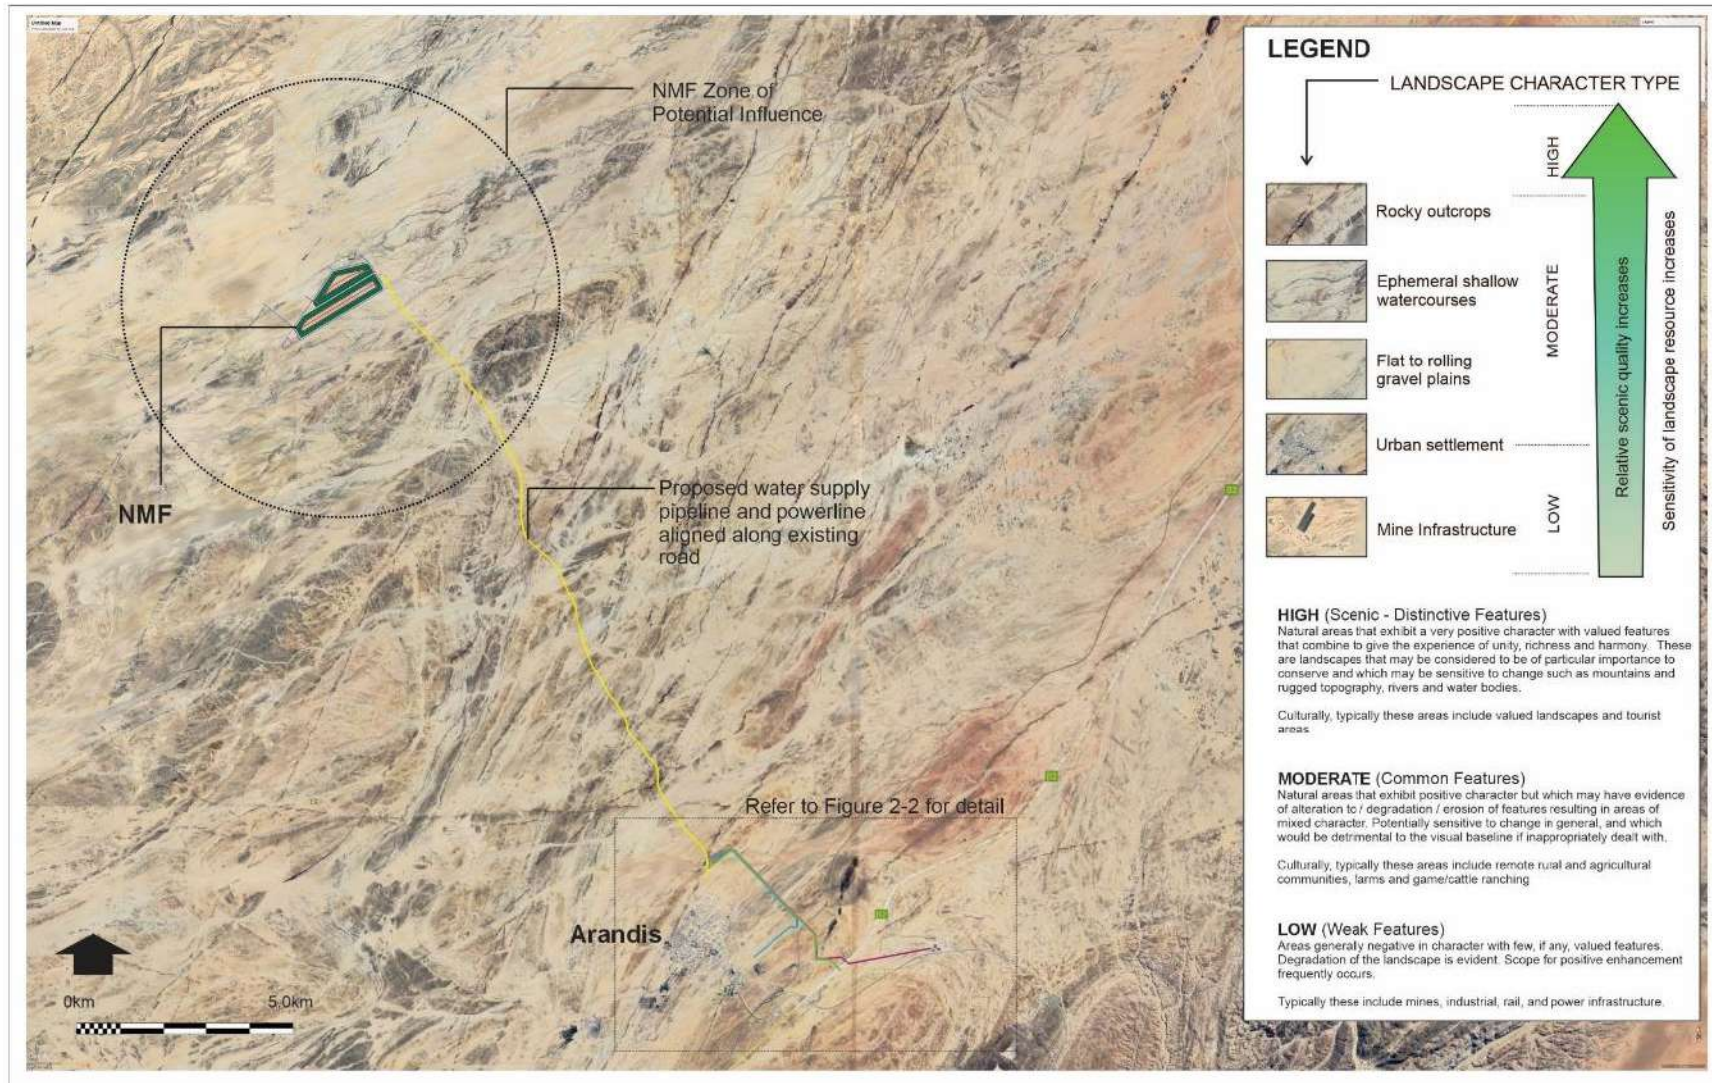 Untitled Map
NMF Zone of
Potential Influence
NMF
Proposed water supply
pipeline and powerline
aligned along existing
road
Refer to Figure 2-2 for detail
Arandis
0km
5.0km
LEGEND
LANDSCAPE CHARACTER TYPE
Rocky outcrops
Ephemeral shallow
watercourses
Flat to rolling
gravel plains
Urban settlement
Mine Infrastructure
HIGH
MODERATE
LOW
Relative scenic quality increases
Sensitivity of landscape resource increases
HIGH (Scenic - Distinctive Features)
Natural areas that exhibit a very positive character with valued features
that combine to give the experience of unity, richness and harmony. These
are landscapes that may be considered to be of particular importance to
conserve and which may be sensitive to change such as mountains and
rugged topography, rivers and water bodies.
Culturally, typically these areas include valued landscapes and tourist
areas
MODERATE (Common Features)
Natural areas that exhibit positive character but which may have evidence
of alteration to / degradation / erosion of features resulting in areas of
mixed character. Potentially sensitive to change in general, and which
would be detrimental to the visual baseline if inappropriately dealt with.
Culturally, typically these areas include remote rural and agricultural
communities, farms and game/cattle ranching
LOW (Weak Features)
Areas generally negative in character with few, if any, valued features.
Degradation of the landscape is evident. Scope for positive enhancement
frequently occurs.
Typically these include mines, industrial, rail, and power infrastructure.